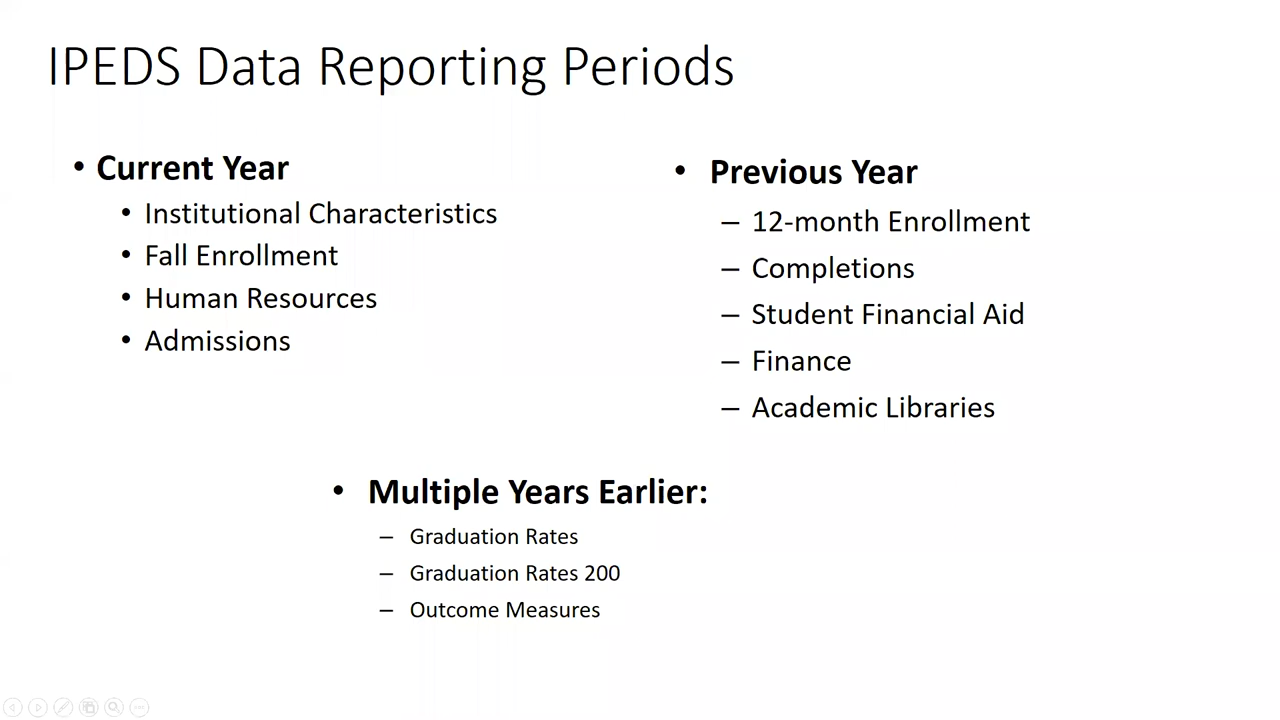 IPEDS Data Reporting Periods
• Current Year
• Institutional Characteristics
• Fall Enrollment
• Human Resources
• Admissions
• Previous Year
– 12-month Enrollment
– Completions
– Student Financial Aid
– Finance
– Academic Libraries
• Multiple Years Earlier:
– Graduation Rates
– Graduation Rates 200
– Outcome Measures